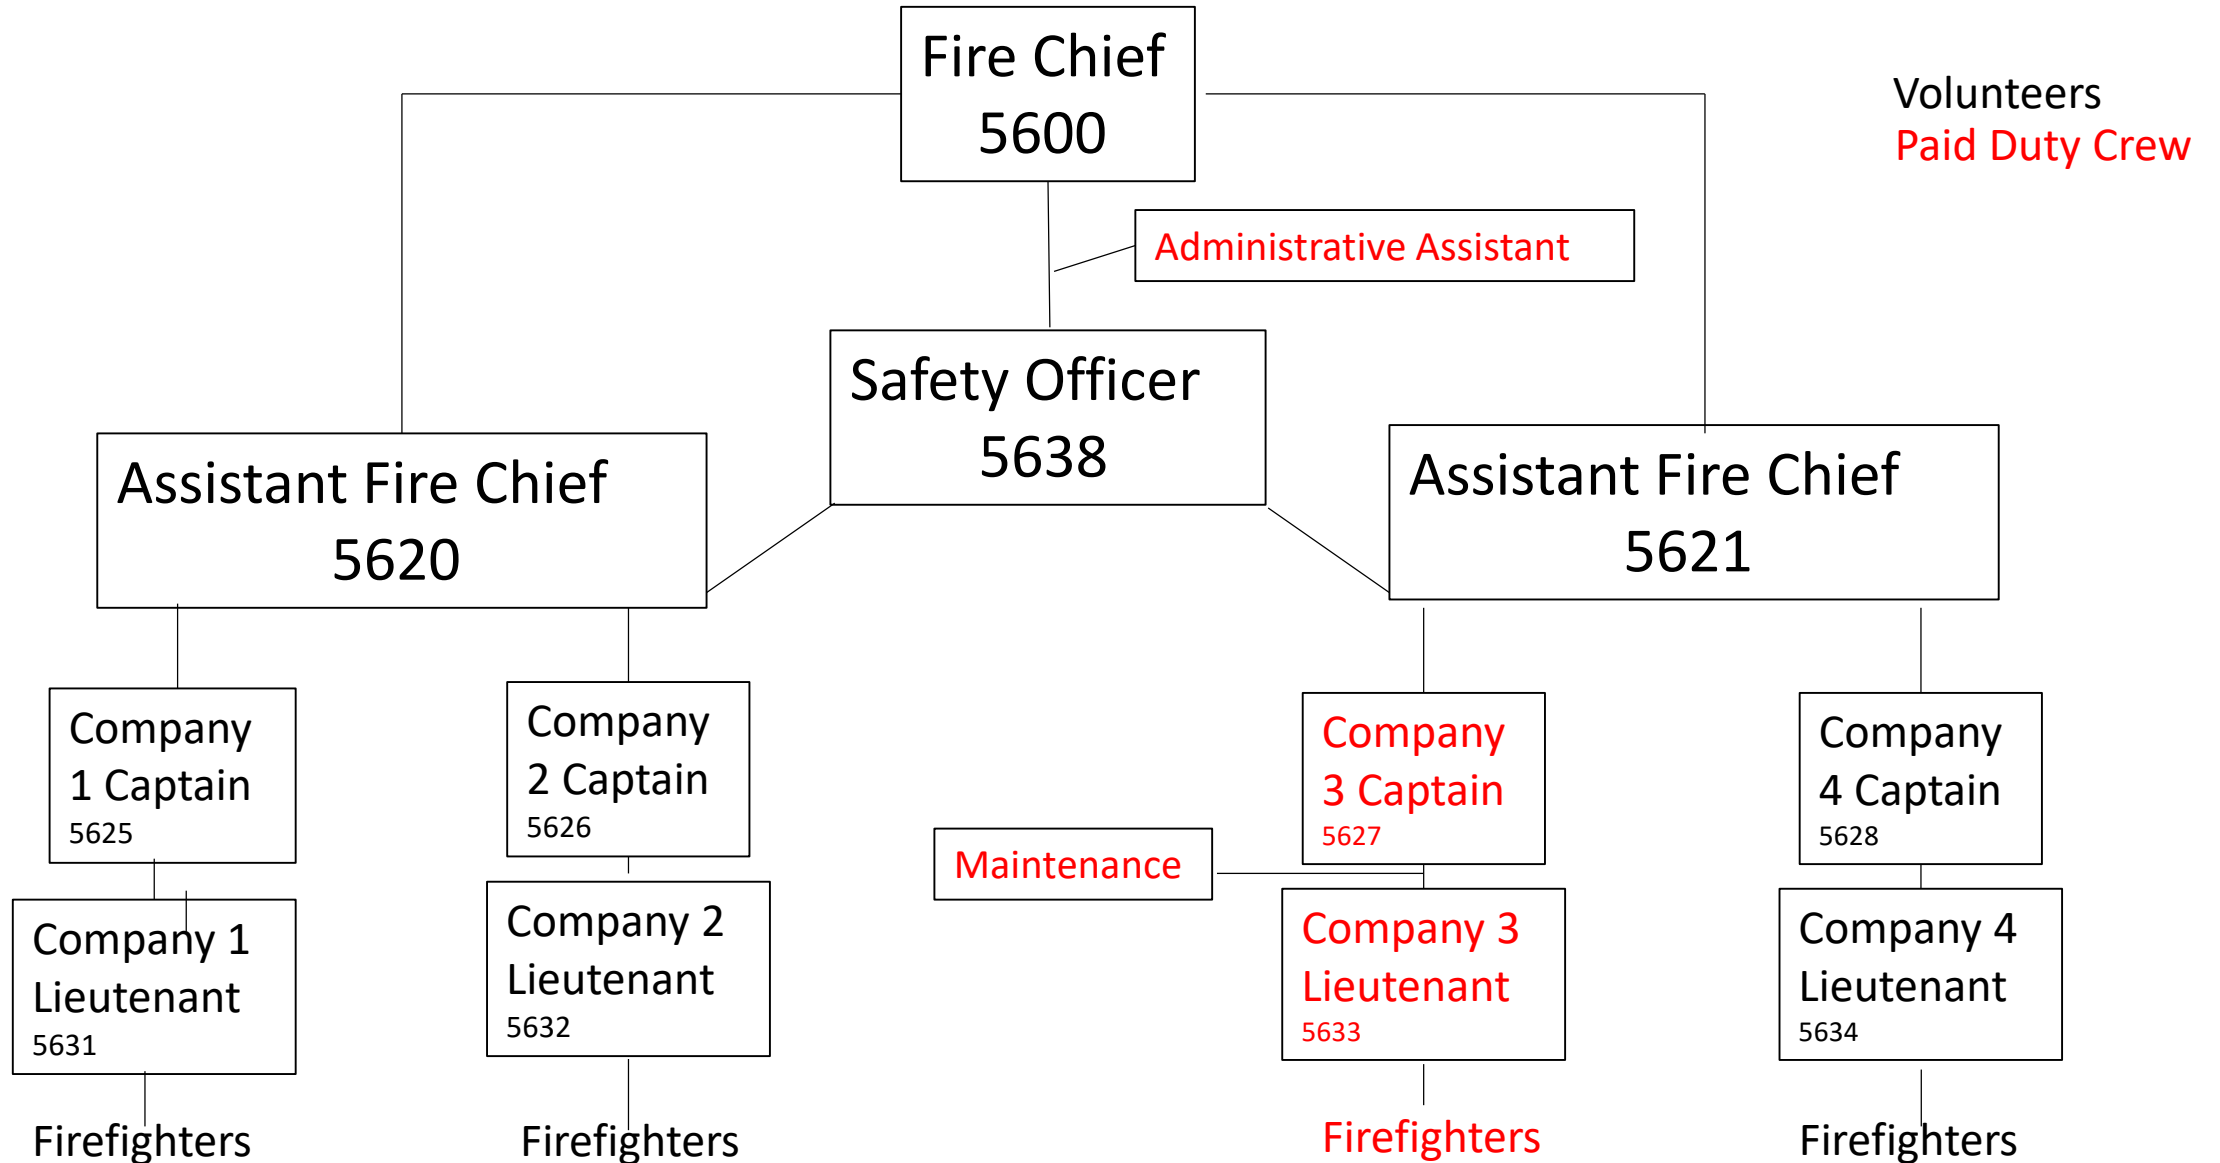 Fire Chief
5600
Volunteers
Paid Duty Crew
Administrative Assistant
Safety Officer
5638
Assistant Fire Chief
5620
Assistant Fire Chief
5621
Company
1 Captain
5625
Company
2 Captain
5626
Company
3 Captain
5627
Company
4 Captain
5628
Maintenance
Company 1
Lieutenant
5631
Company 2
Lieutenant
5632
Company 3
Lieutenant
5633
Company 4
Lieutenant
5634
Firefighters
Firefighters
Firefighters
Firefighters